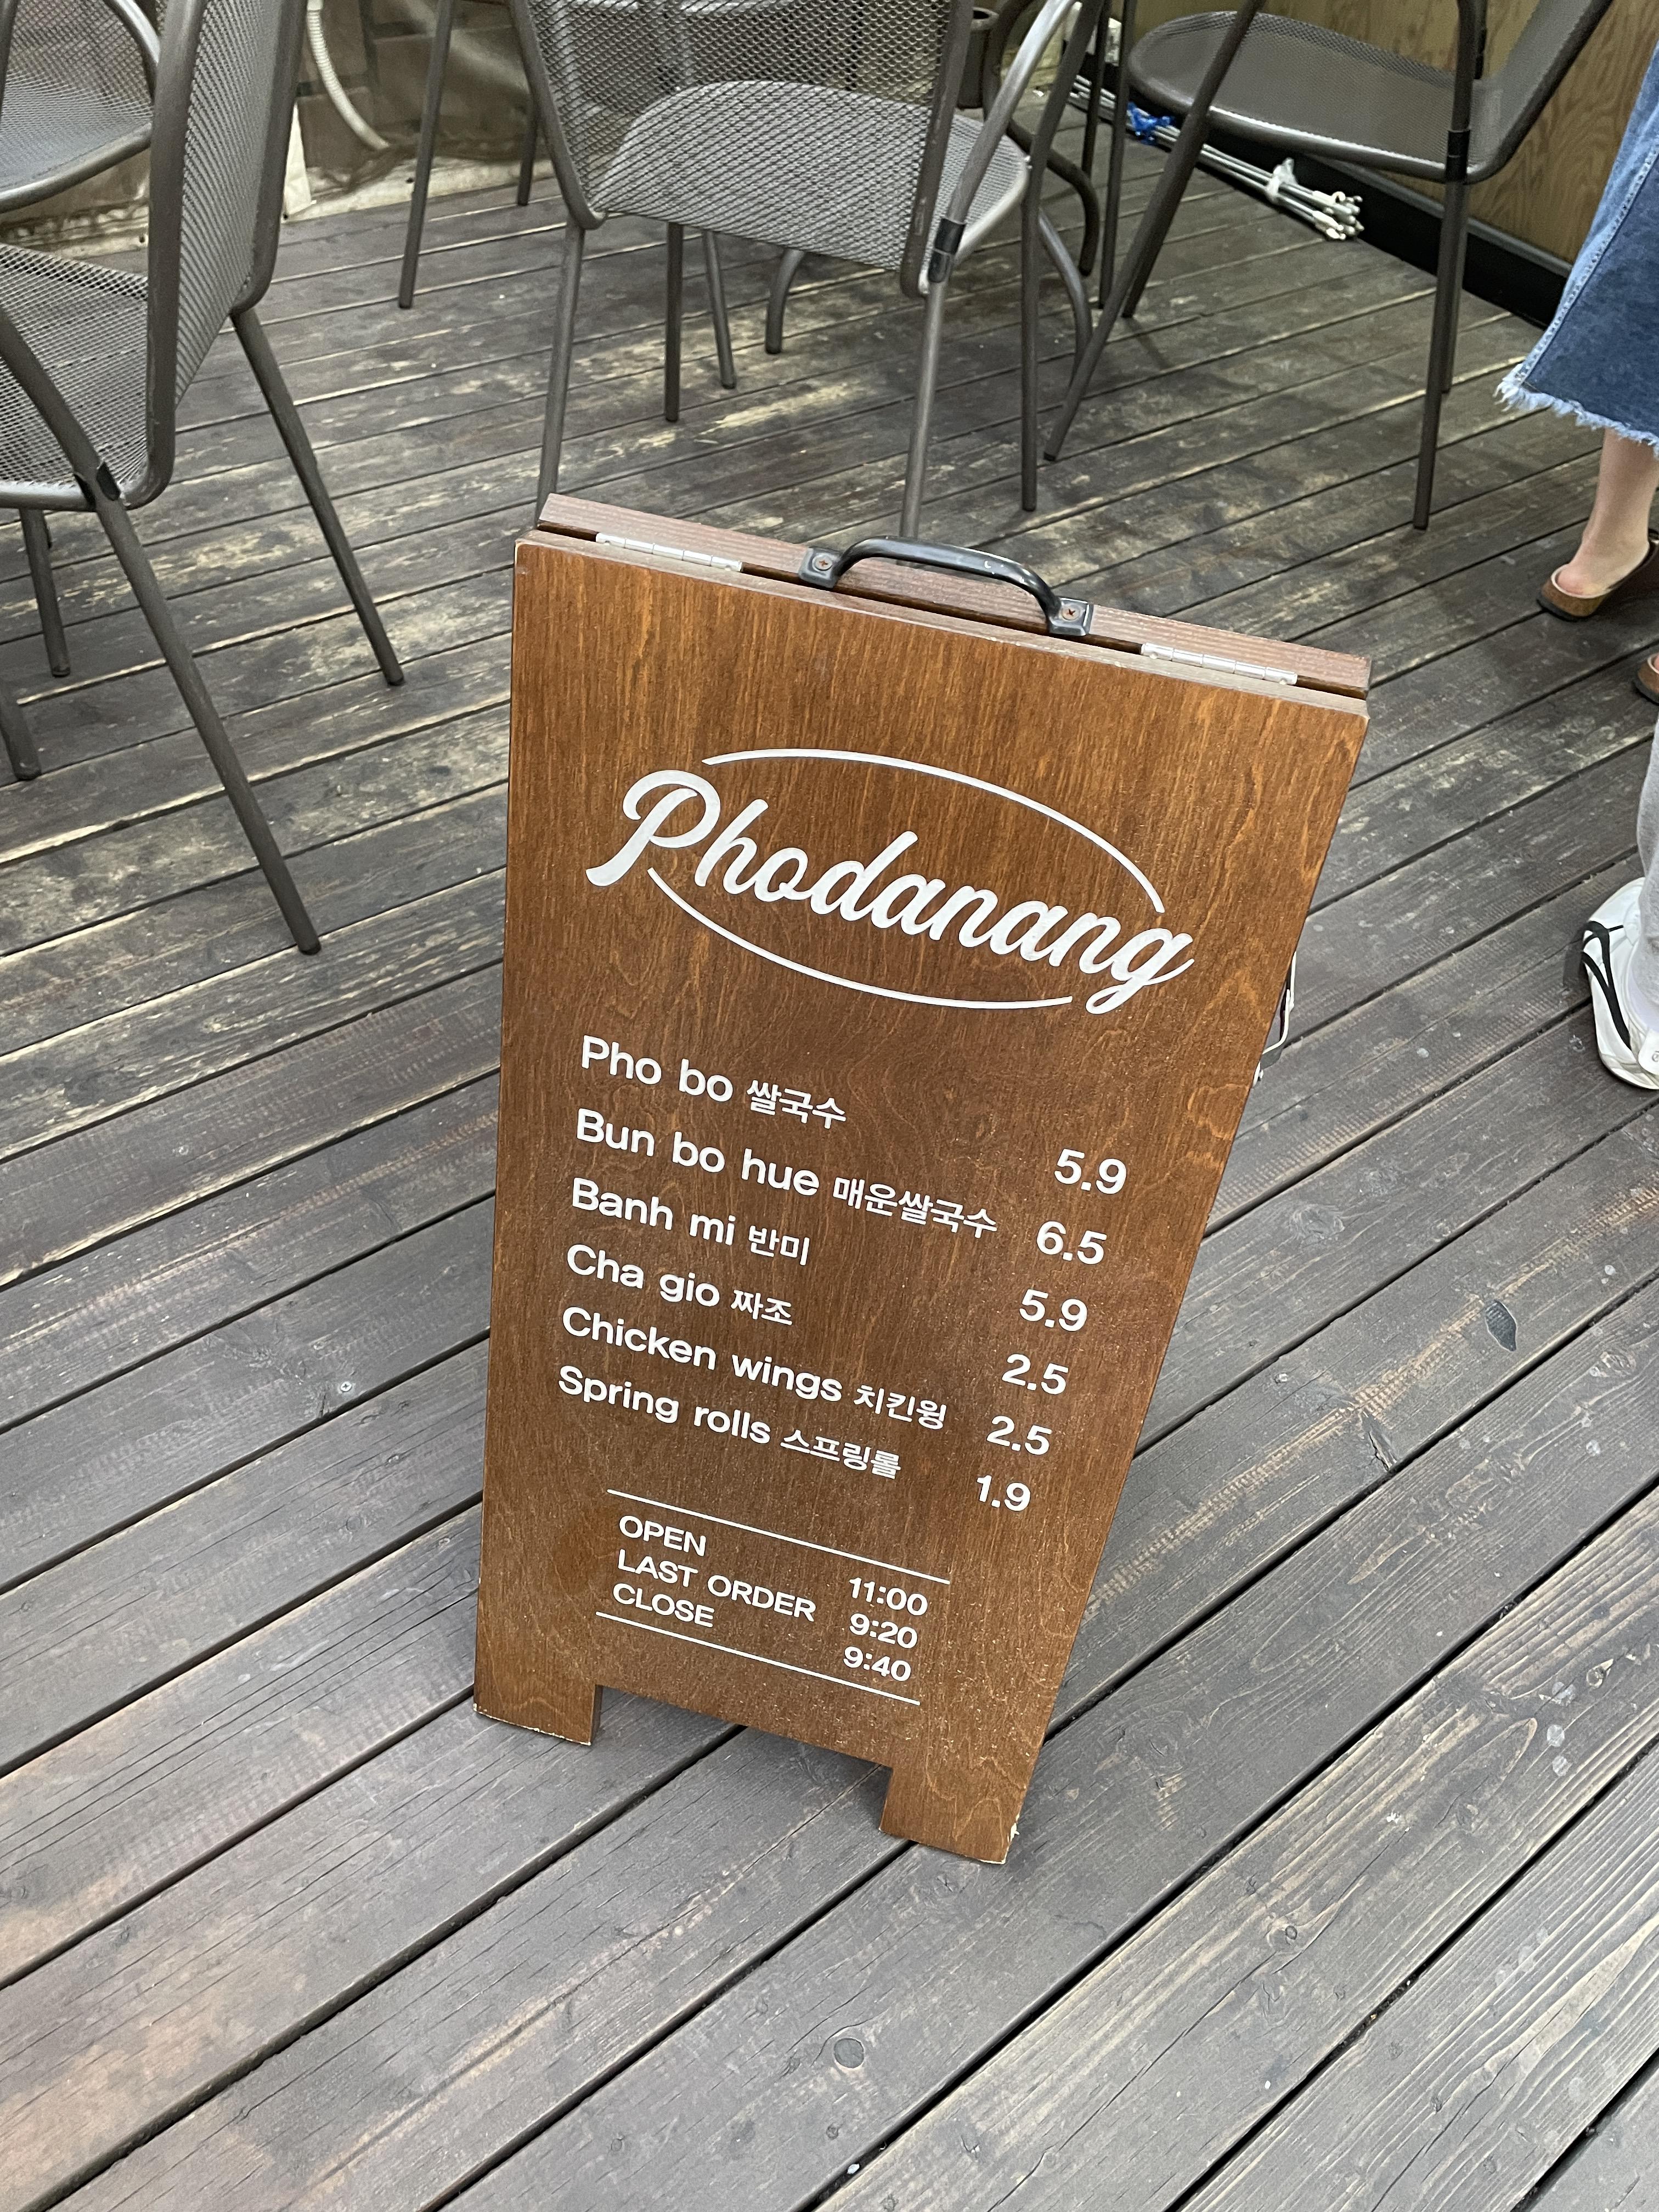 Phodanang
Pho bo 쌀국수 5.9
Bun bo hue 매운쌀국수 6.5
Banh mi 반미 5.9
Cha gio 짜조 2.5
Chicken wings 치킨윙 2.5
Spring rolls 스프링롤 1.9
OPEN 11:00
LAST ORDER 9:20
CLOSE 9:40